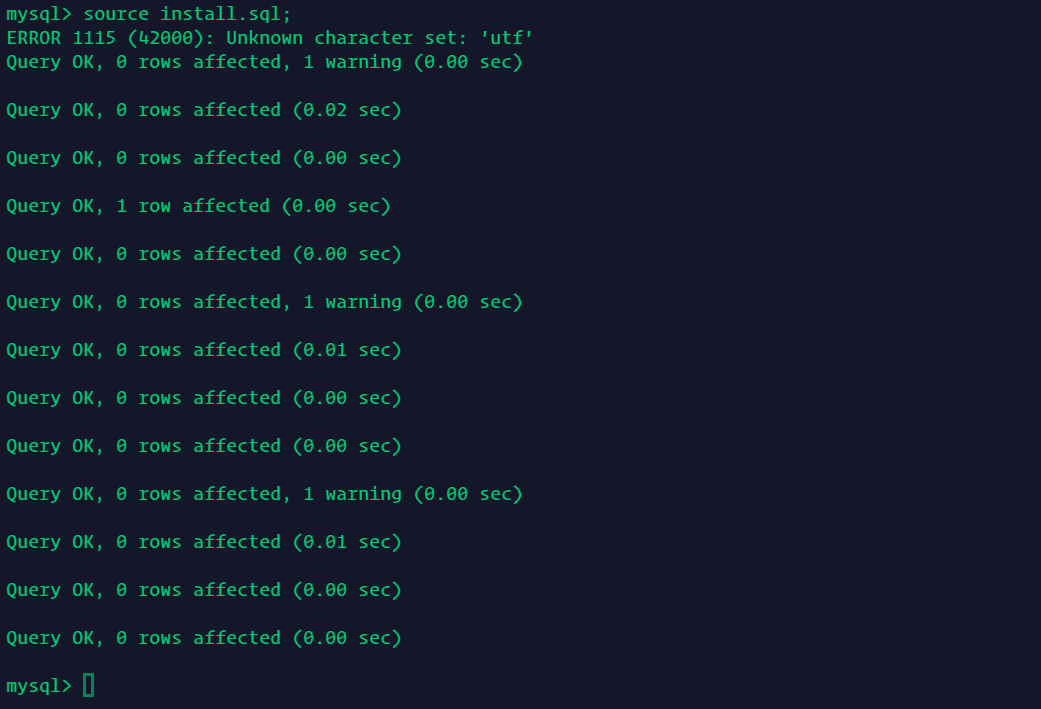 mysql> source install.sql;
ERROR 1115 (42000): Unknown character set: 'utf'
Query OK, 0 rows affected, 1 warning (0.00 sec)
Query OK, 0 rows affected (0.02 sec)
Query OK, 0 rows affected (0.00 sec)
Query OK, 1 row affected (0.00 sec)
Query OK, 0 rows affected (0.00 sec)
Query OK, 0 rows affected, 1 warning (0.00 sec)
Query OK, 0 rows affected (0.01 sec)
Query OK, 0 rows affected (0.00 sec)
Query OK, 0 rows affected (0.00 sec)
Query OK, 0 rows affected, 1 warning (0.00 sec)
Query OK, 0 rows affected (0.01 sec)
Query OK, 0 rows affected (0.00 sec)
Query OK, 0 rows affected (0.00 sec)
mysql>